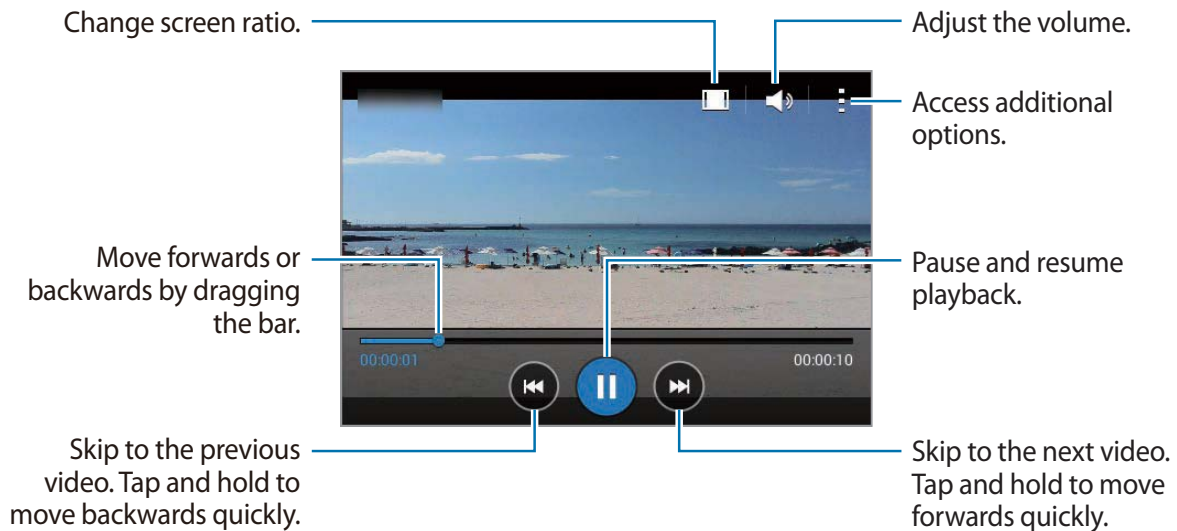 Change screen ratio.
Adjust the volume.
Access additional
options.
Move forwards or
backwards by dragging
the bar.
Pause and resume
playback.
00:00:01
00:00:10
Skip to the previous
video. Tap and hold to
move backwards quickly.
Skip to the next video.
Tap and hold to move
forwards quickly.